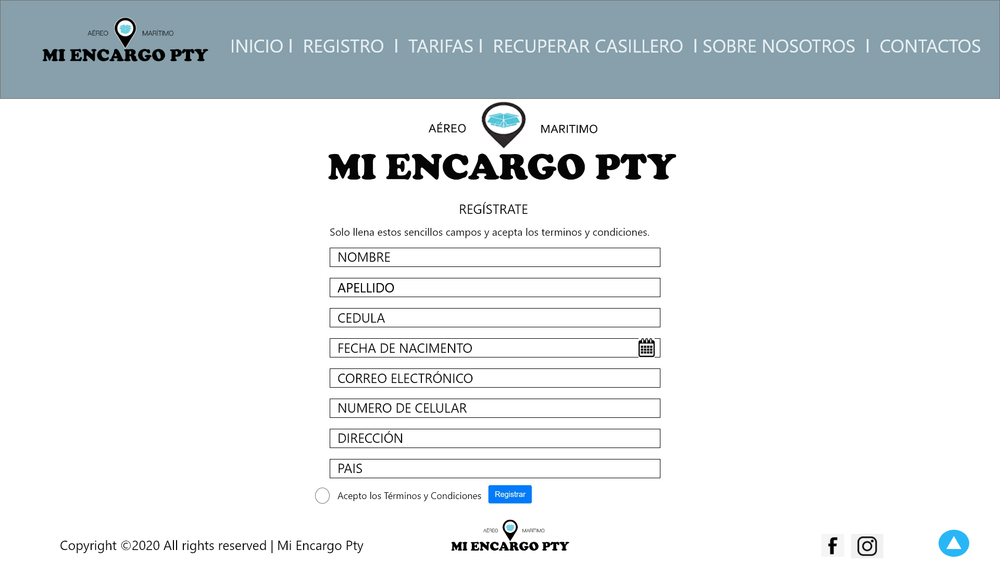 AÉREO MARÍTIMO
MI ENCARGO PTY
INICIO I REGISTRO I TARIFAS I RECUPERAR CASILLERO I SOBRE NOSOTROS I CONTACTOS
AÉREO MARITIMO
MI ENCARGO PTY
REGÍSTRATE
Solo llena estos sencillos campos y acepta los terminos y condiciones.
NOMBRE
APELLIDO
CEDULA
FECHA DE NACIMENTO
CORREO ELECTRÓNICO
NUMERO DE CELULAR
DIRECCIÓN
PAIS
Acepto los Términos y Condiciones Registrar
AÉREO MARÍTIMO
MI ENCARGO PTY
Copyright ©2020 All rights reserved | Mi Encargo Pty